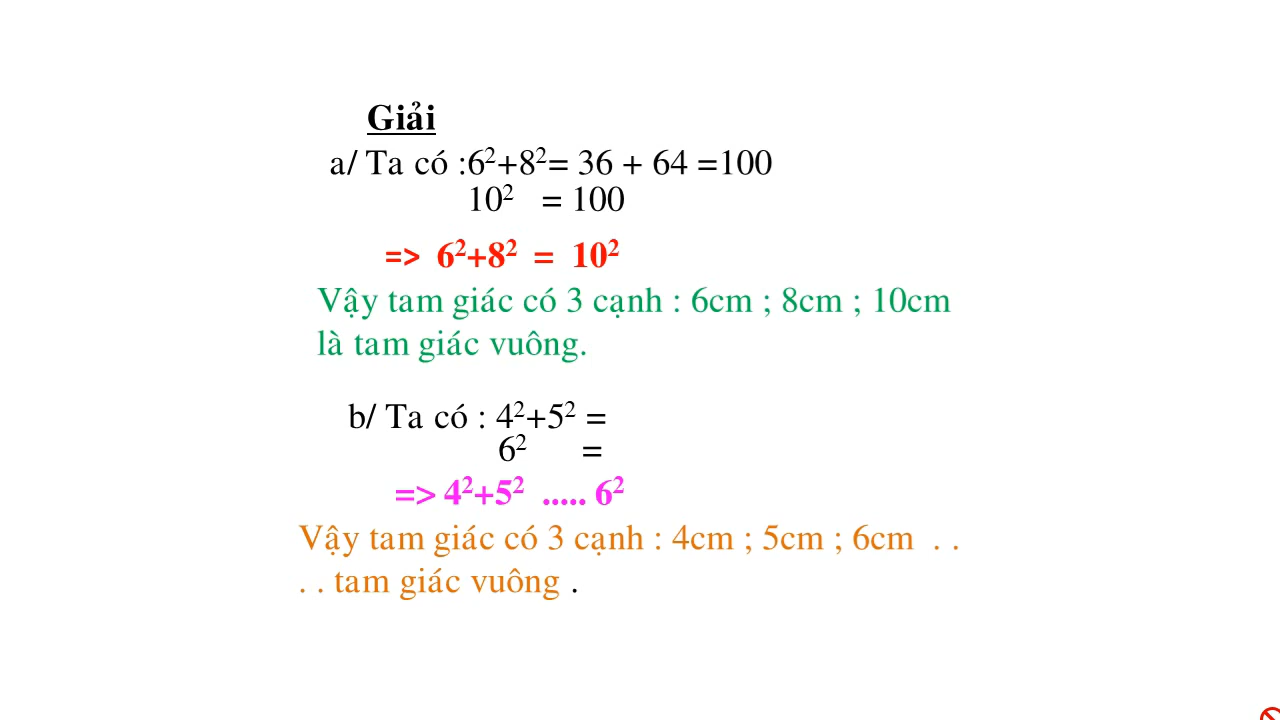 Giải
a/ Ta có :6²+8²= 36 + 64 =100
10² = 100
=> 6²+8² = 10²
Vậy tam giác có 3 cạnh : 6cm ; 8cm ; 10cm
là tam giác vuông.
b/ Ta có : 4²+5² =
6² =
=> 4²+5² ..... 6²
Vậy tam giác có 3 cạnh : 4cm ; 5cm ; 6cm . .
. . tam giác vuông .